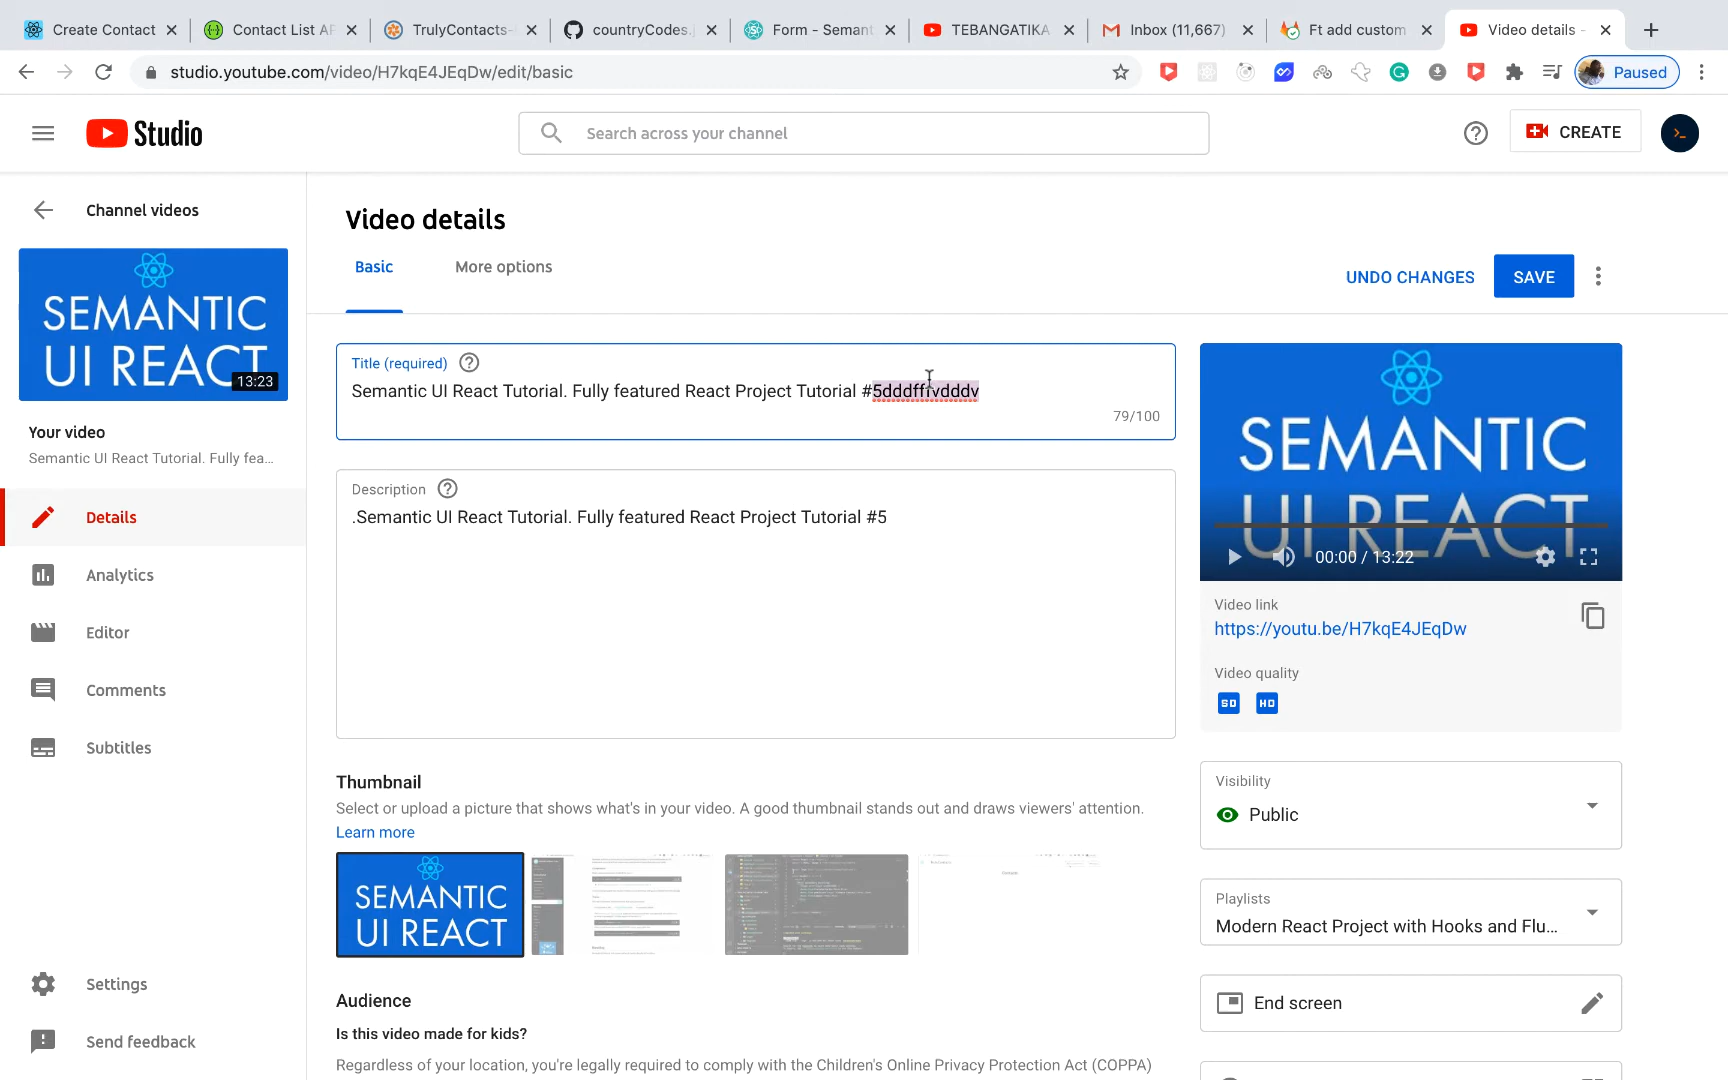 Create Contact
Contact List AP
TrulyContacts-
countryCodes.j
Form - Semant
TEBANGATIKA
Inbox (11,667)
Ft add custom
Video details -
studio.youtube.com/video/H7kqE4JEqDw/edit/basic
Paused
Studio
Search across your channel
CREATE
Channel videos
SEMANTIC
UI REACT
13:23
Your video
Semantic UI React Tutorial. Fully fea...
Details
Analytics
Editor
Comments
Subtitles
Settings
Send feedback
Video details
Basic
More options
UNDO CHANGES
SAVE
Title (required)
Semantic UI React Tutorial. Fully featured React Project Tutorial #5dddfffvdddv
79/100
Description
.Semantic UI React Tutorial. Fully featured React Project Tutorial #5
Thumbnail
Select or upload a picture that shows what's in your video. A good thumbnail stands out and draws viewers' attention.
Learn more
SEMANTIC
UI REACT
Audience
Is this video made for kids?
Regardless of your location, you're legally required to comply with the Children's Online Privacy Protection Act (COPPA)
SEMANTIC
UI REACT
00:00 / 13:22
Video link
https://youtu.be/H7kqE4JEqDw
Video quality
SD HD
Visibility
Public
Playlists
Modern React Project with Hooks and Flu...
End screen